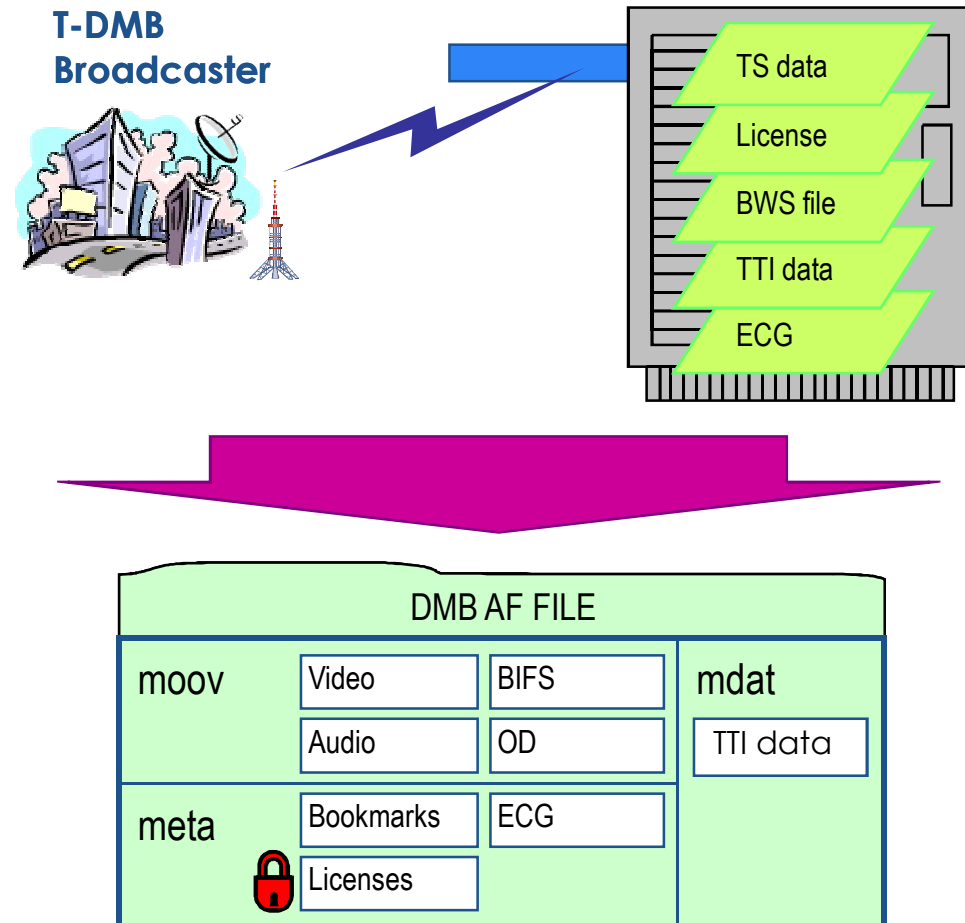 T-DMB
Broadcaster
TS data
License
BWS file
TTI data
ECG
DMB AF FILE
moov
Video
BIFS
mdat
Audio
OD
TTI data
meta
Bookmarks
ECG
Licenses